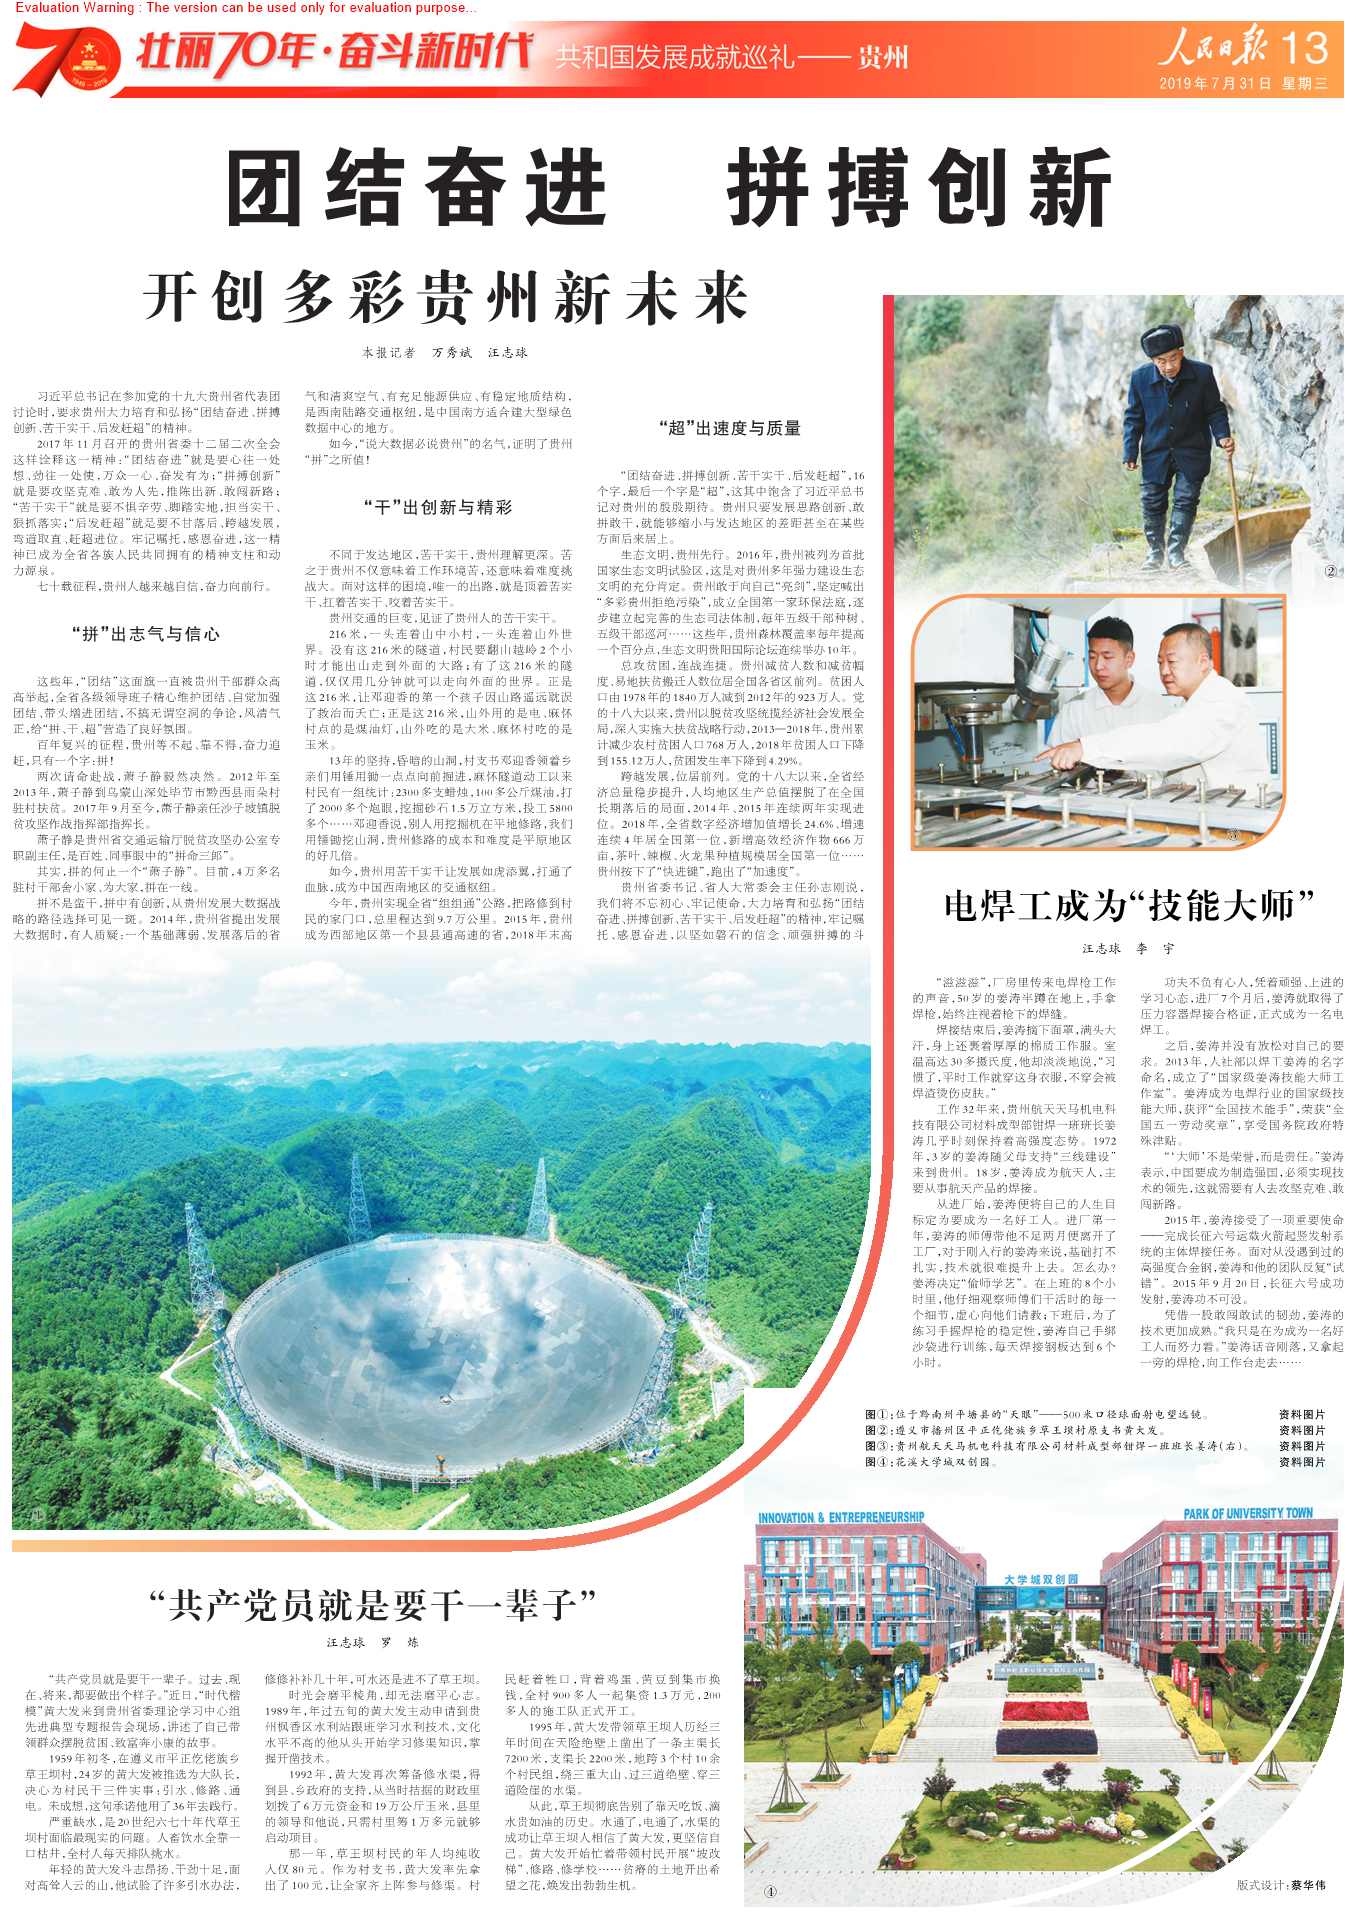 Evaluation Warning : The version can be used only for evaluation purpose...
壮丽70年·奋斗新时代
共和国发展成就巡礼——贵州
人民日报 13
2019年7月31日 星期三
团结奋进 拼搏创新
开创多彩贵州新未来
本报记者 万秀斌 汪志球
习近平总书记在参加党的十九大贵州省代表团
讨论时,要求贵州大力培育和弘扬“团结奋进、拼搏
创新、苦干实干、后发赶超”的精神。
2017年11月召开的贵州省委十二届二次全会
这样诠释这一精神:“团结奋进”就是要心往一处
想、劲往一处使,万众一心、奋发有为;“拼搏创新”
就是要攻坚克难、敢为人先,推陈出新、敢闯新路;
“苦干实干”就是要不惧辛劳、脚踏实地,担当实干、
狠抓落实;“后发赶超”就是要不甘落后、跨越发展,
弯道取直、赶超进位。牢记嘱托,感恩奋进,这一精
神已成为全省各族人民共同拥有的精神支柱和动
力源泉。
七十载征程,贵州人越来越自信,奋力向前行。
“拼”出志气与信心
这些年,“团结”这面旗一直被贵州干部群众高
高举起,全省各级领导班子精心维护团结、自觉加强
团结、带头增进团结,不搞无谓空洞的争论,风清气
正,给“拼、干、超”营造了良好氛围。
百年复兴的征程,贵州等不起、靠不得,奋力追
赶,只有一个字:拼!
两次请命赴战,萧子静毅然决然。2012年至
2013年,萧子静到乌蒙山深处毕节市黔西县雨朵村
驻村扶贫。2017年9月至今,萧子静亲任沙子坡镇脱
贫攻坚作战指挥部指挥长。
萧子静是贵州省交通运输厅脱贫攻坚办公室专
职副主任,是百姓、同事眼中的“拼命三郎”。
其实,拼的何止一个“萧子静”。目前,4万多名
驻村干部舍小家、为大家,拼在一线。
拼不是蛮干,拼中有创新,从贵州发展大数据战
略的路径选择可见一斑。2014年,贵州省提出发展
大数据时,有人质疑:一个基础薄弱、发展落后的省
气和清爽空气、有充足能源供应、有稳定地质结构,
是西南陆路交通枢纽,是中国南方适合建大型绿色
数据中心的地方。
如今,“说大数据必说贵州”的名气,证明了贵州
“拼”之所值!
“干”出创新与精彩
不同于发达地区,苦干实干,贵州理解更深。苦
之于贵州不仅意味着工作环境苦,还意味着难度挑
战大。面对这样的困境,唯一的出路,就是顶着苦实
干、扛着苦实干、咬着苦实干。
贵州交通的巨变,见证了贵州人的苦干实干。
216米,一头连着山中小村,一头连着山外世
界。没有这216米的隧道,村民要翻山越岭2个小
时才能出山走到外面的大路;有了这216米的隧
道,仅仅用几分钟就可以走向外面的世界。正是
这216米,让邓迎香的第一个孩子因山路遥远耽误
了救治而夭亡;正是这216米,山外用的是电、麻怀
村点的是煤油灯,山外吃的是大米、麻怀村吃的是
玉米。
13年的坚持,昏暗的山洞,村支书邓迎香领着乡
亲们用锤用锄一点点向前掘进,麻怀隧道动工以来
村民有一组统计:2300多支蜡烛,100多公斤煤油,打
了2000多个炮眼,挖掘砂石1.5万立方米,投工5800
多个……邓迎香说,别人用挖掘机在平地修路,我们
用锤锄挖山洞,贵州修路的成本和难度是平原地区
的好几倍。
如今,贵州用苦干实干让发展如虎添翼,打通了
血脉,成为中国西南地区的交通枢纽。
今年,贵州实现全省“组组通”公路,把路修到村
民的家门口,总里程达到9.7万公里。2015年,贵州
成为西部地区第一个县县通高速的省,2018年末高
“超”出速度与质量
“团结奋进、拼搏创新、苦干实干、后发赶超”,16
个字,最后一个字是“超”,这其中饱含了习近平总书
记对贵州的殷殷期待。贵州只要发展思路创新、敢
拼敢干,就能够缩小与发达地区的差距甚至在某些
方面后来居上。
生态文明,贵州先行。2016年,贵州被列为首批
国家生态文明试验区,这是对贵州多年强力建设生态
文明的充分肯定。贵州敢于向自己“亮剑”,坚定喊出
“多彩贵州拒绝污染”,成立全国第一家环保法庭,逐
步建立起完善的生态司法体制,每年五级干部种树、
五级干部巡河……这些年,贵州森林覆盖率每年提高
一个百分点,生态文明贵阳国际论坛连续举办10年。
总攻贫困,连战连捷。贵州减贫人数和减贫幅
度、易地扶贫搬迁人数位居全国各省区前列。贫困人
口由1978年的1840万人减到2012年的923万人。党
的十八大以来,贵州以脱贫攻坚统揽经济社会发展全
局,深入实施大扶贫战略行动,2013—2018年,贵州累
计减少农村贫困人口768万人,2018年贫困人口下降
到155.12万人,贫困发生率下降到4.29%。
跨越发展,位居前列。党的十八大以来,全省经
济总量稳步提升,人均地区生产总值摆脱了在全国
长期落后的局面,2014年、2015年连续两年实现进
位。2018年,全省数字经济增加值增长24.6%、增速
连续4年居全国第一位,新增高效经济作物666万
亩,茶叶、辣椒、火龙果种植规模居全国第一位……
贵州按下了“快进键”,跑出了“加速度”。
贵州省委书记、省人大常委会主任孙志刚说,
我们将不忘初心、牢记使命,大力培育和弘扬“团结
奋进、拼搏创新、苦干实干、后发赶超”的精神,牢记嘱
托、感恩奋进,以坚如磐石的信念、顽强拼搏的斗
②
③
①
电焊工成为“技能大师”
汪志球 李 宇
“滋滋滋”,厂房里传来电焊枪工作
的声音,50岁的姜涛半蹲在地上,手拿
焊枪,始终注视着枪下的焊缝。
焊接结束后,姜涛摘下面罩,满头大
汗,身上还裹着厚厚的棉质工作服。室
温高达30多摄氏度,他却淡淡地说,“习
惯了,平时工作就穿这身衣服,不穿会被
焊渣烫伤皮肤。”
工作32年来,贵州航天天马机电科
技有限公司材料成型部钳焊一班班长姜
涛几乎时刻保持着高强度态势。1972
年,3岁的姜涛随父母支持“三线建设”
来到贵州。18岁,姜涛成为航天人,主
要从事航天产品的焊接。
从进厂始,姜涛便将自己的人生目
标定为要成为一名好工人。进厂第一
年,姜涛的师傅带他不足两月便离开了
工厂,对于刚入行的姜涛来说,基础打不
扎实,技术就很难提升上去。怎么办?
姜涛决定“偷师学艺”。在上班的8个小
时里,他仔细观察师傅们干活时的每一
个细节,虚心向他们请教;下班后,为了
练习手握焊枪的稳定性,姜涛自己手绑
沙袋进行训练,每天焊接钢板达到6个
小时。
功夫不负有心人,凭着顽强、上进的
学习心态,进厂7个月后,姜涛就取得了
压力容器焊接合格证,正式成为一名电
焊工。
之后,姜涛并没有放松对自己的要
求。2013年,人社部以焊工姜涛的名字
命名,成立了“国家级姜涛技能大师工
作室”。姜涛成为电焊行业的国家级技
能大师,获评“全国技术能手”,荣获“全
国五一劳动奖章”,享受国务院政府特
殊津贴。
“‘大师’不是荣誉,而是责任。”姜涛
表示,中国要成为制造强国,必须实现技
术的领先,这就需要有人去攻坚克难、敢
闯新路。
2015年,姜涛接受了一项重要使命
——完成长征六号运载火箭起竖发射系
统的主体焊接任务。面对从没遇到过的
高强度合金钢,姜涛和他的团队反复“试
错”。2015年9月20日,长征六号成功
发射,姜涛功不可没。
凭借一股敢闯敢试的韧劲,姜涛的
技术更加成熟。“我只是在为成为一名好
工人而努力着。”姜涛话音刚落,又拿起
一旁的焊枪,向工作台走去……
图①:位于黔南州平塘县的“天眼”——500米口径球面射电望远镜。 资料图片
图②:遵义市播州区平正仡佬族乡草王坝村原支书黄大发。 资料图片
图③:贵州航天天马机电科技有限公司材料成型部钳焊一班班长姜涛(右)。 资料图片
图④:花溪大学城双创园。 资料图片
INNOVATION & ENTREPRENEURSHIP
PARK OF UNIVERSITY TOWN
大学城双创园
④
版式设计:蔡华伟
“共产党员就是要干一辈子”
汪志球 罗 炼
“共产党员就是要干一辈子。过去、现
在、将来,都要做出个样子。”近日,“时代楷
模”黄大发来到贵州省委理论学习中心组
先进典型专题报告会现场,讲述了自己带
领群众摆脱贫困、致富奔小康的故事。
1959年初冬,在遵义市平正仡佬族乡
草王坝村,24岁的黄大发被推选为大队长,
决心为村民干三件实事:引水、修路、通
电。未成想,这句承诺他用了36年去践行。
严重缺水,是20世纪六七十年代草王
坝村面临最现实的问题。人畜饮水全靠一
口枯井,全村人每天排队挑水。
年轻的黄大发斗志昂扬、干劲十足,面
对高耸入云的山,他试验了许多引水办法,
修修补补几十年,可水还是进不了草王坝。
时光会磨平棱角,却无法磨平心志。
1989年,年过五旬的黄大发主动申请到贵
州枫香区水利站跟班学习水利技术,文化
水平不高的他从头开始学习修渠知识,掌
握开凿技术。
1992年,黄大发再次筹备修水渠,得
到县、乡政府的支持,从当时拮据的财政里
划拨了6万元资金和19万公斤玉米,县里
的领导和他说,只需村里筹1万多元就够
启动项目。
那一年,草王坝村民的年人均纯收
入仅80元。作为村支书,黄大发率先拿
出了100元,让全家齐上阵参与修渠。村
民赶着牲口,背着鸡蛋、黄豆到集市换
钱,全村900多人一起集资1.3万元,200
多人的施工队正式开工。
1995年,黄大发带领草王坝人历经三
年时间在天险绝壁上凿出了一条主渠长
7200米,支渠长2200米,地跨3个村10余
个村民组,绕三重大山、过三道绝壁、穿三
道险崖的水渠。
从此,草王坝彻底告别了靠天吃饭、滴
水贵如油的历史。水通了,电通了,水渠的
成功让草王坝人相信了黄大发,更坚信自
己。黄大发开始忙着带领村民开展“坡改
梯”、修路、修学校……贫瘠的土地开出希
望之花,焕发出勃勃生机。